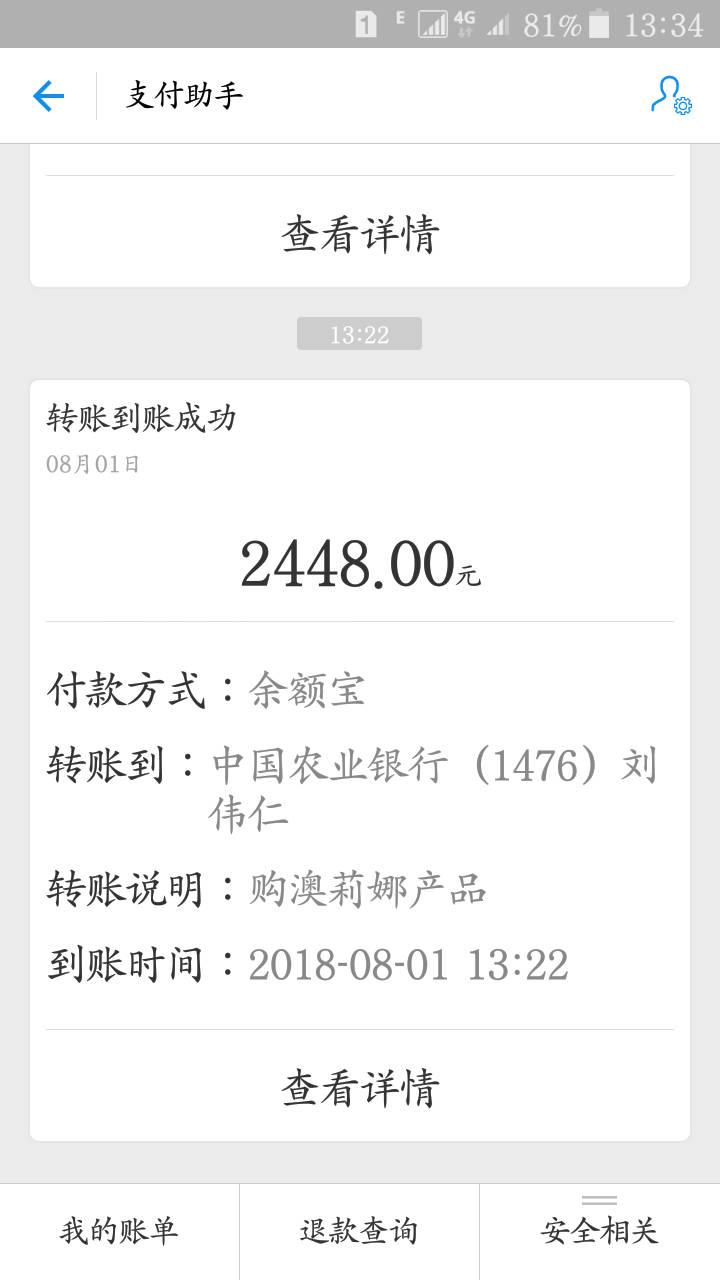 1 E 4G 81% 13:34
支付助手
查看详情
13:22
转账到账成功
08月01日
2448.00元
付款方式：余额宝
转账到：中国农业银行（1476）刘
伟仁
转账说明：购澳莉娜产品
到账时间：2018-08-01 13:22
查看详情
我的账单 退款查询 安全相关